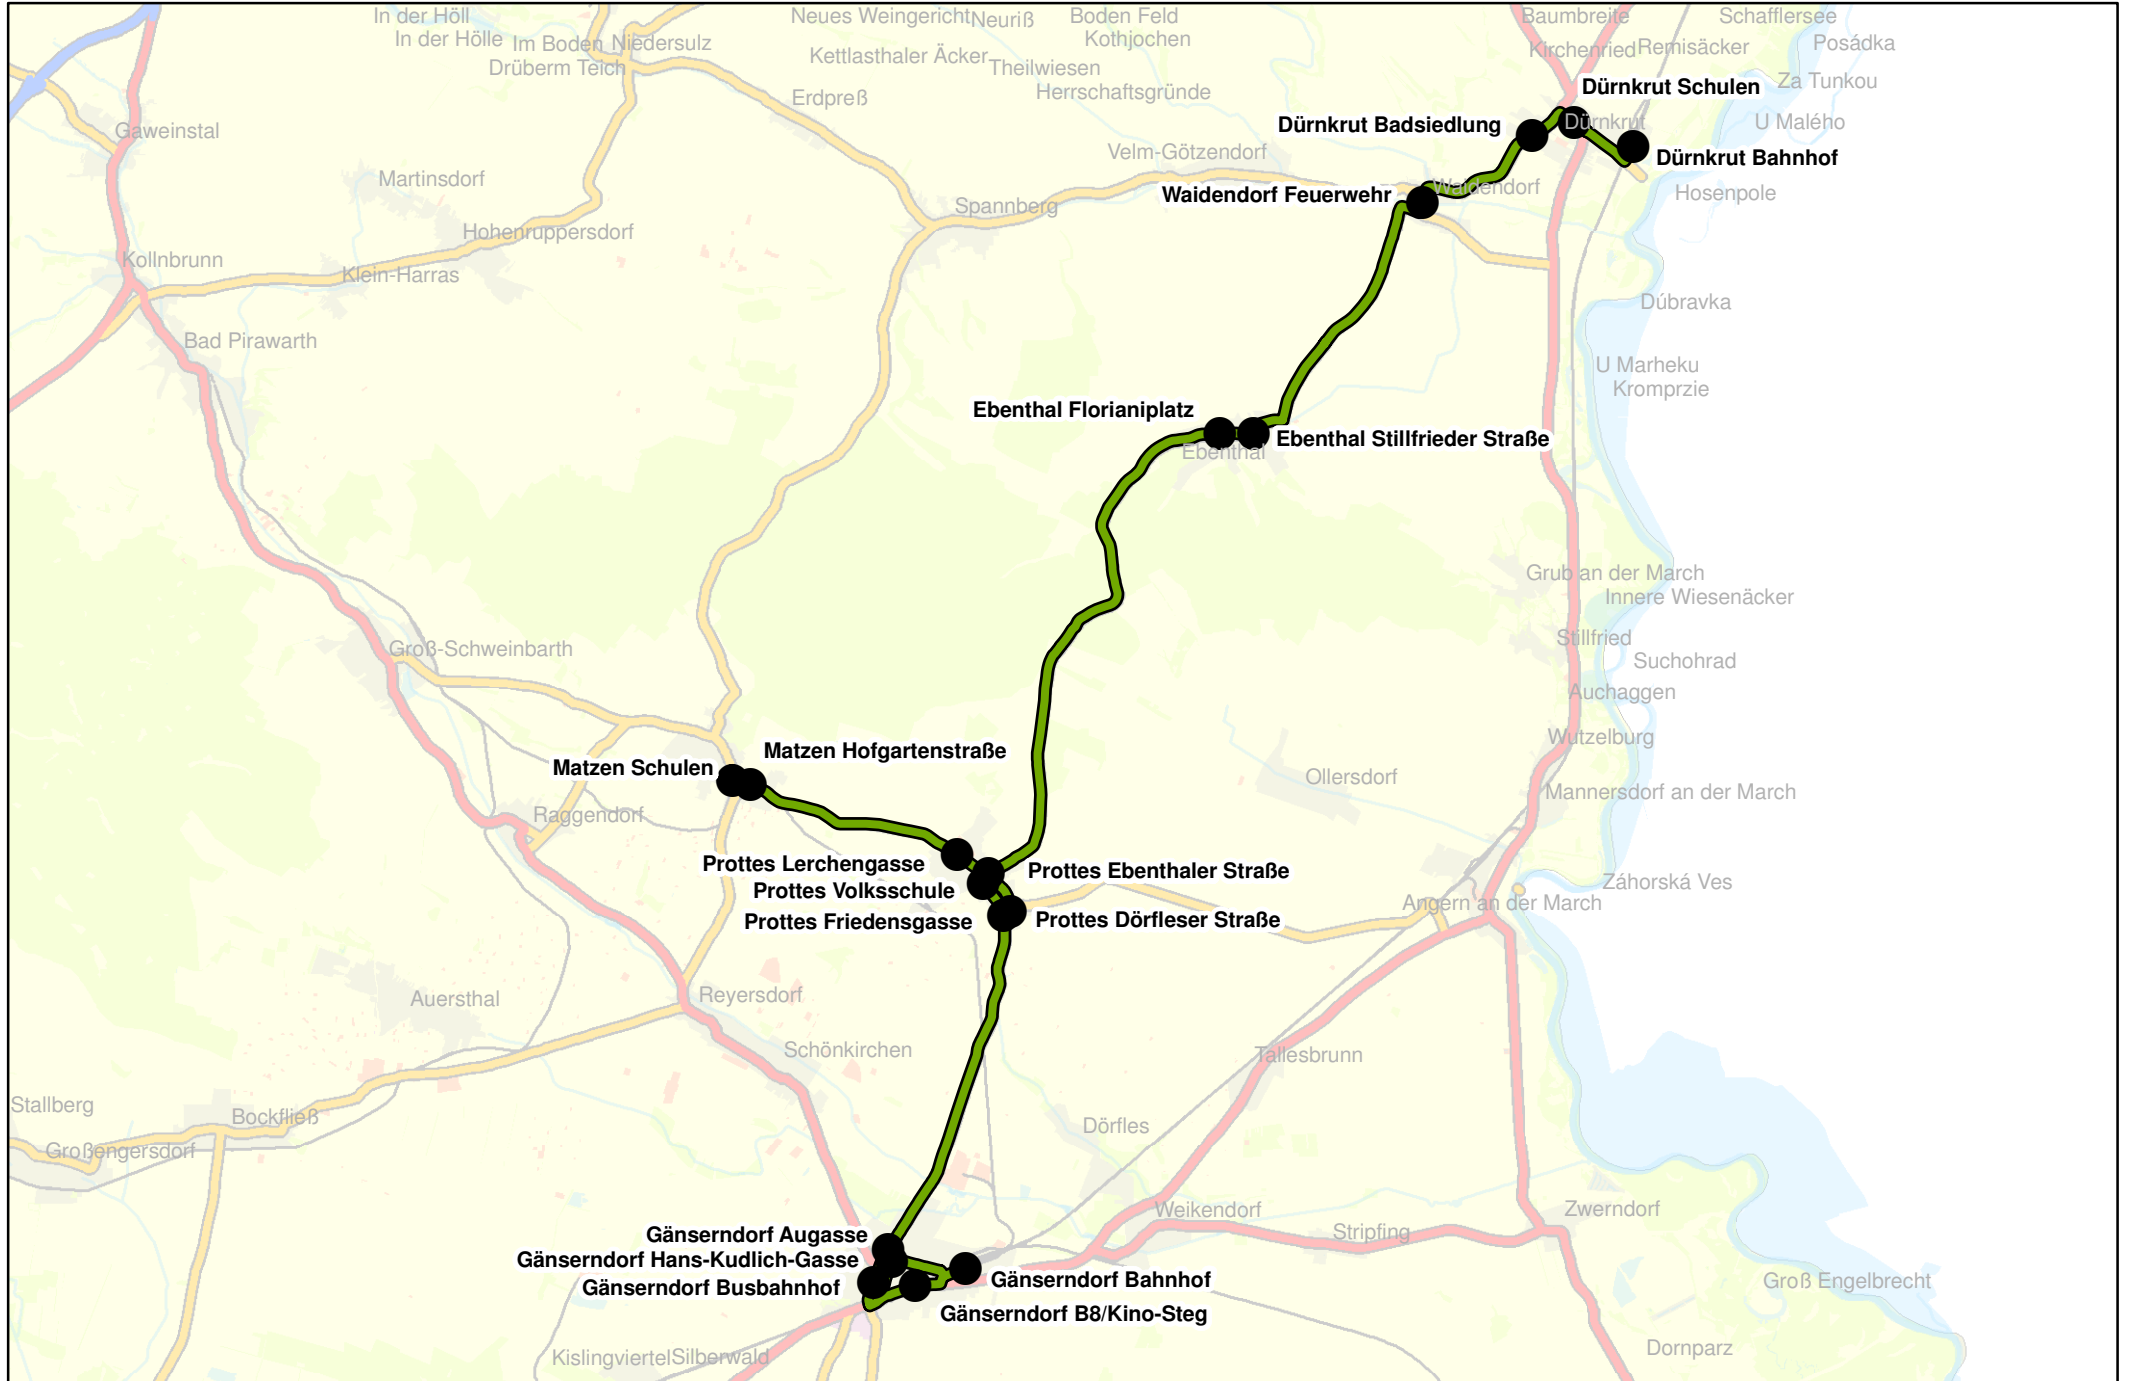 In der Höll
Neues Weingericht
Neuriß
Boden Feld
Baumbreite
Schafflersee
In der Hölle
Im Boden
Niedersulz
Kothjochen
Kirchenried
Remisäcker
Posádka
Drüberm Teich
Kettlasthaler Äcker
Theilwiesen
Za Tunkou
Erdpreß
Herrschaftsgründe
Dürnkrut Schulen
Gaweinstal
Dürnkrut Badsiedlung
Dürnkrut
U Malého
Velm-Götzendorf
Dürnkrut Bahnhof
Martinsdorf
Waidendorf Feuerwehr
Waidendorf
Hosenpole
Spannberg
Hohenruppersdorf
Kollnbrunn
Klein-Harras
Dúbravka
Bad Pirawarth
U Marheku
Kromprzie
Ebenthal Florianiplatz
Ebenthal Stillfrieder Straße
Ebenthal
Grub an der March
Innere Wiesenäcker
Groß-Schweinbarth
Stillfried
Suchohrad
Auchaggen
Matzen Hofgartenstraße
Wutzelburg
Matzen Schulen
Ollersdorf
Mannersdorf an der March
Raggendorf
Prottes Lerchengasse
Prottes Ebenthaler Straße
Prottes Volksschule
Záhorská Ves
Angern an der March
Prottes Friedensgasse
Prottes Dörfleser Straße
Auersthal
Reyersdorf
Schönkirchen
Tallesbrunn
Stallberg
Bockfließ
Dörfles
Großengersdorf
Weikendorf
Zwerndorf
Gänserndorf Augasse
Stripfing
Gänserndorf Hans-Kudlich-Gasse
Gänserndorf Busbahnhof
Gänserndorf Bahnhof
Groß Engelbrecht
Gänserndorf B8/Kino-Steg
Kislingviertel
Silberwald
Dornparz